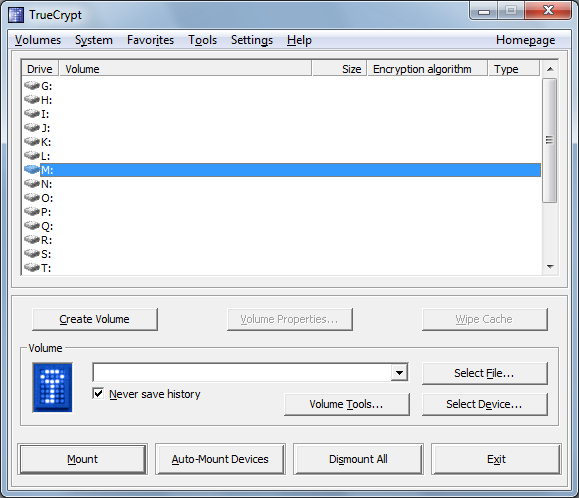 TrueCrypt
Volumes System Favorites Tools Settings Help Homepage
Drive Volume Size Encryption algorithm Type
G:
H:
I:
J:
K:
L:
M:
N:
O:
P:
Q:
R:
S:
T:
Create Volume Volume Properties... Wipe Cache
Volume
Select File...
Never save history
Volume Tools... Select Device...
Mount Auto-Mount Devices Dismount All Exit